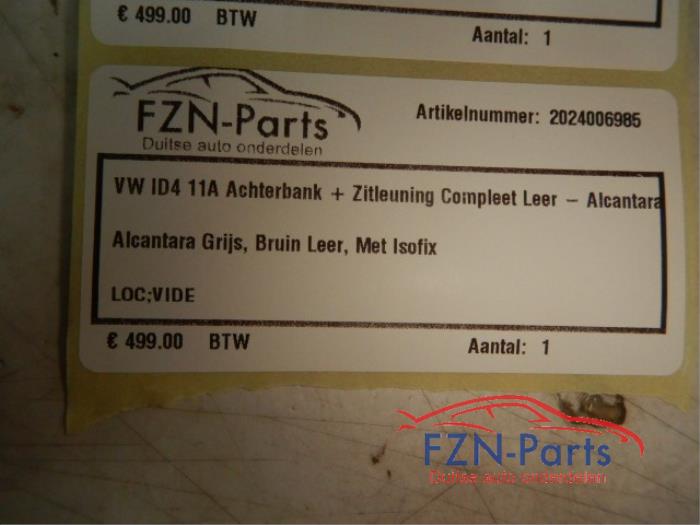 € 499.00 BTW
Aantal: 1
FZN-Parts
Duitse auto onderdelen
Artikelnummer: 2024006985
VW ID4 11A Achterbank + Zitleuning Compleet Leer - Alcantara
Alcantara Grijs, Bruin Leer, Met Isofix
LOC;VIDE
€ 499.00 BTW
Aantal: 1
FZN-Parts
Duitse auto onderdelen